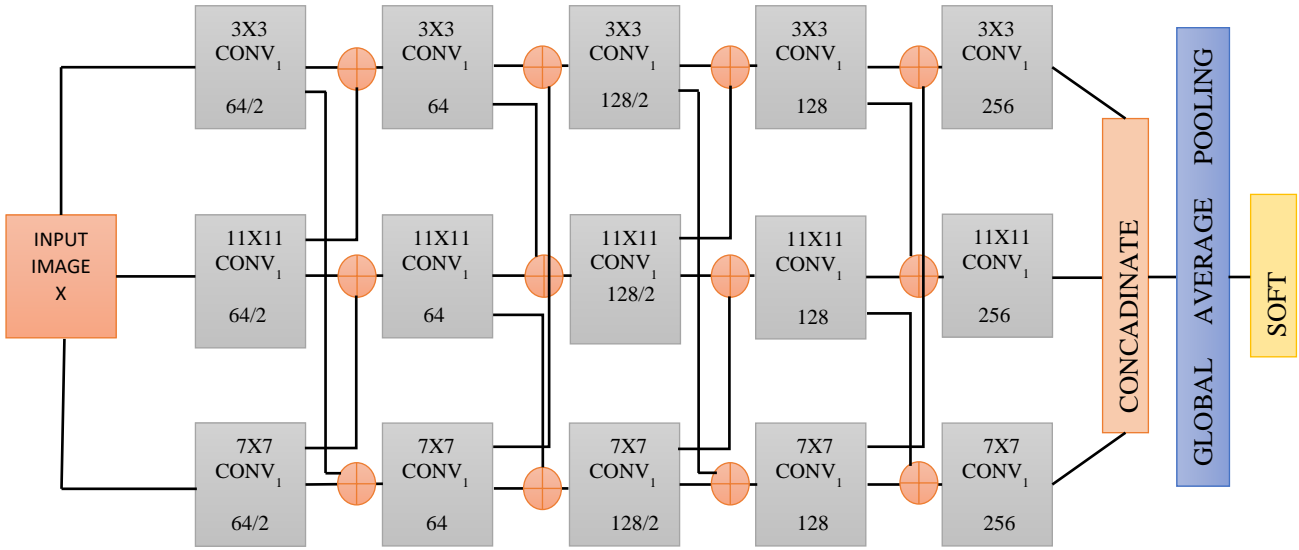 INPUT
IMAGE
X
3X3
CONV1
64/2
3X3
CONV1
64
3X3
CONV1
128/2
3X3
CONV1
128
3X3
CONV1
256
11X11
CONV1
64/2
11X11
CONV1
64
11X11
CONV1
128/2
11X11
CONV1
128
11X11
CONV1
256
7X7
CONV1
64/2
7X7
CONV1
64
7X7
CONV1
128/2
7X7
CONV1
128
7X7
CONV1
256
CONCADINATE
GLOBAL AVERAGE POOLING
SOFT